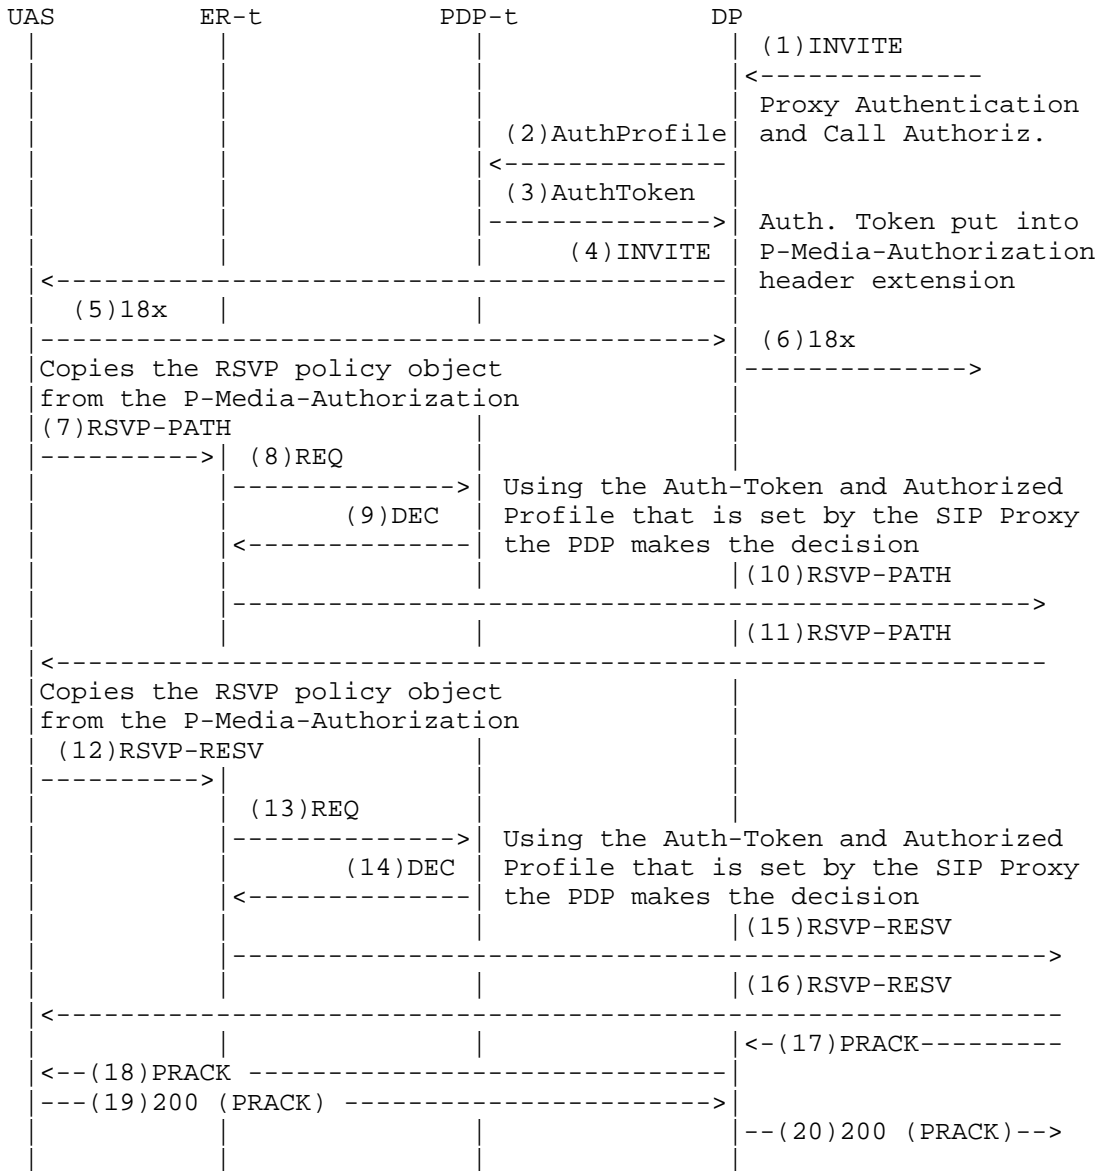 UAS ER-t PDP-t DP
(1)INVITE
Proxy Authentication
(2)AuthProfile and Call Authoriz.
(3)AuthToken
Auth. Token put into
(4)INVITE P-Media-Authorization
header extension
(5)18x
(6)18x
Copies the RSVP policy object
from the P-Media-Authorization
(7)RSVP-PATH
(8)REQ
Using the Auth-Token and Authorized
(9)DEC Profile that is set by the SIP Proxy
the PDP makes the decision
(10)RSVP-PATH
(11)RSVP-PATH
Copies the RSVP policy object
from the P-Media-Authorization
(12)RSVP-RESV
(13)REQ
Using the Auth-Token and Authorized
(14)DEC Profile that is set by the SIP Proxy
the PDP makes the decision
(15)RSVP-RESV
(16)RSVP-RESV
(17)PRACK
(18)PRACK
(19)200 (PRACK)
(20)200 (PRACK)